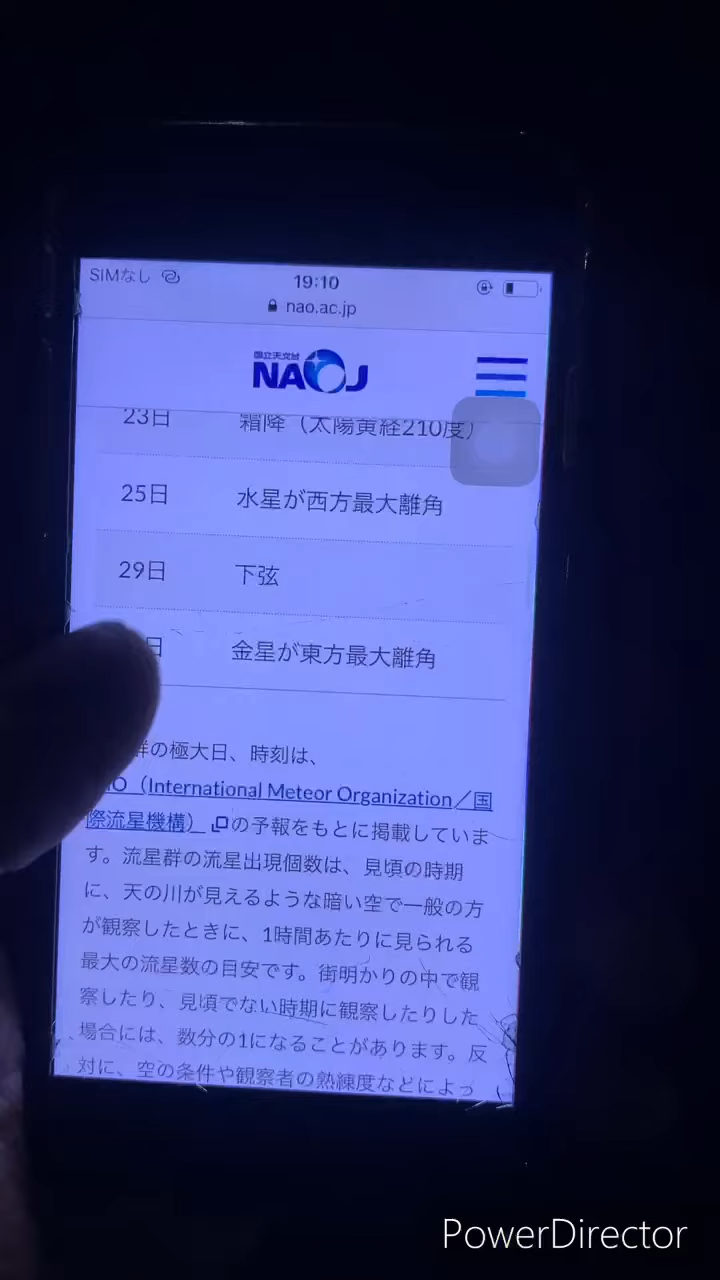 SIMなし
19:10
nao.ac.jp
国立天文台
NAOJ
23日 霜降（太陽黄経210度）
25日 水星が西方最大離角
29日 下弦
日 金星が東方最大離角
群の極大日、時刻は、
O（International Meteor Organization／国
際流星機構）の予報をもとに掲載していま
す。流星群の流星出現個数は、見頃の時期
に、天の川が見えるような暗い空で一般の方
が観察したときに、1時間あたりに見られる
最大の流星数の目安です。街明かりの中で観
察したり、見頃でない時期に観察したりした
場合には、数分の1になることがあります。反
対に、空の条件や観察者の熟練度などによっ
PowerDirector